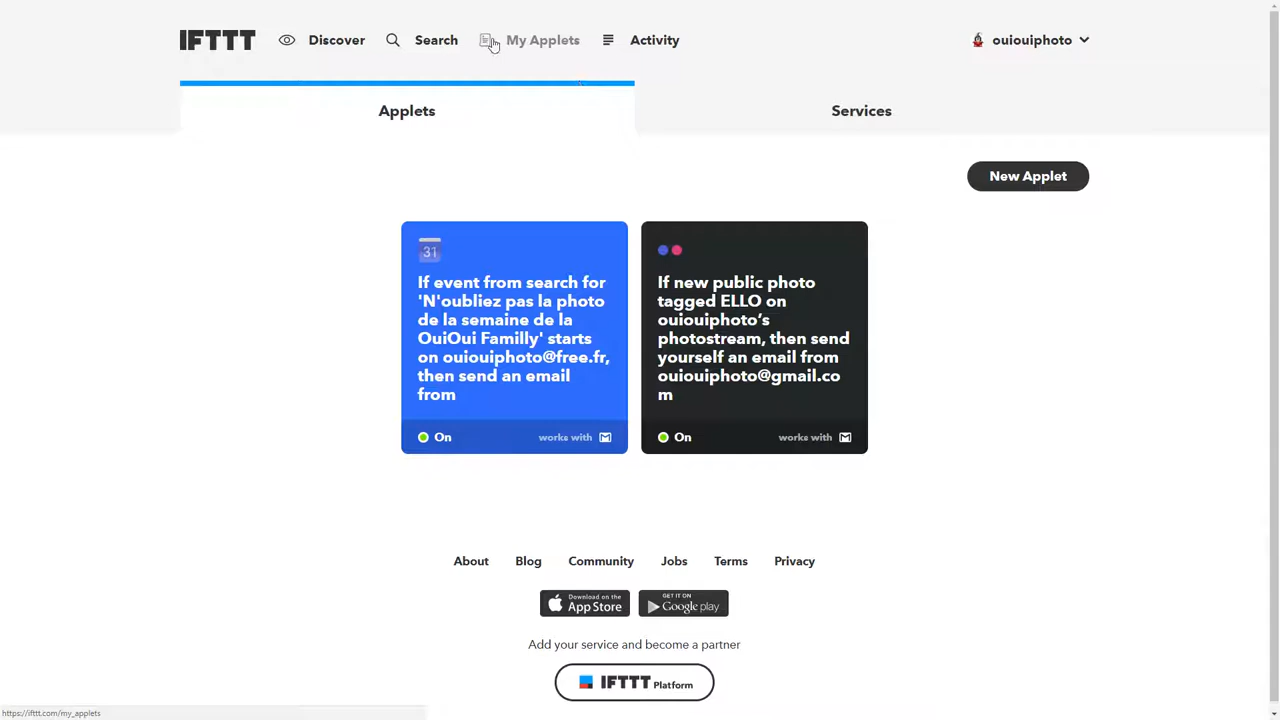 IFTTT Discover Search My Applets Activity ouiouiphoto
Applets Services
New Applet
31
If event from search for
'N'oubliez pas la photo
de la semaine de la
OuiOui Familly' starts
on ouiouiphoto@free.fr,
then send an email
from
On works with
If new public photo
tagged ELLO on
ouiouiphoto’s
photostream, then send
yourself an email from
ouiouiphoto@gmail.co
m
On works with
About Blog Community Jobs Terms Privacy
Download on the
App Store
GET IT ON
Google play
Add your service and become a partner
IFTTT Platform
https://ifttt.com/my_applets